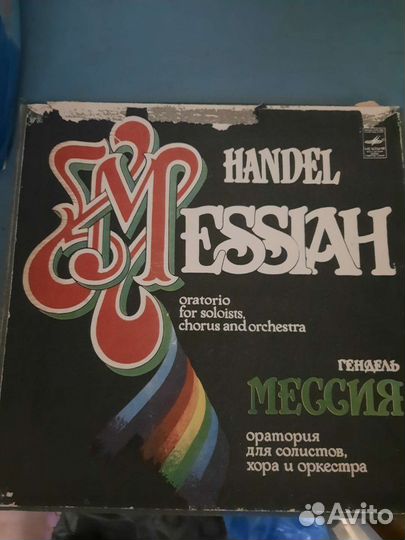 HANDEL
MESSIAH
oratorio
for soloists,
chorus and orchestra
ГЕНДЕЛЬ
МЕССИЯ
оратория
для солистов,
хора и оркестра
Avito